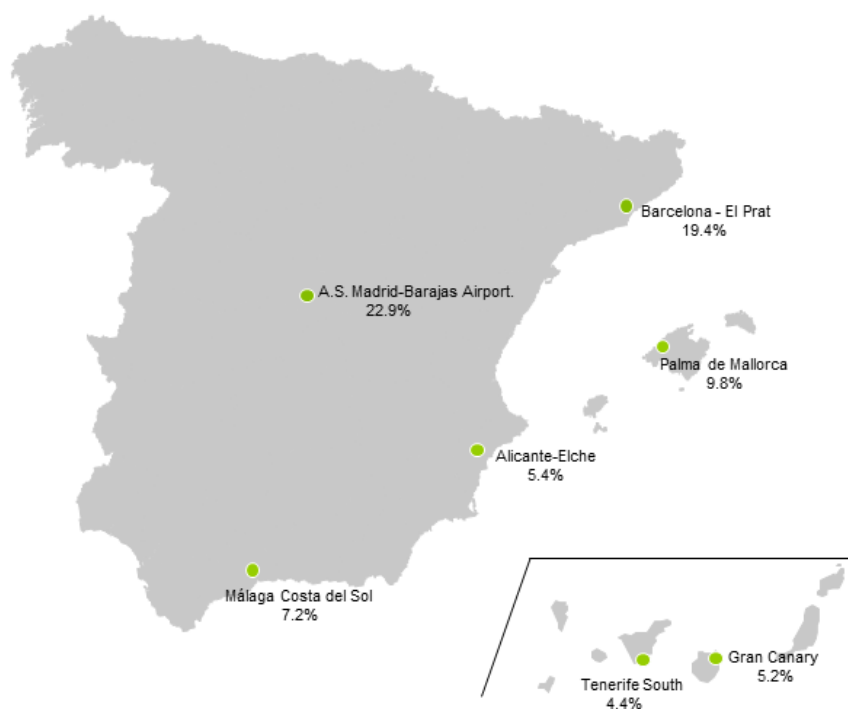 Barcelona - El Prat
19.4%
A.S. Madrid-Barajas Airport.
22.9%
Palma de Mallorca
9.8%
Alicante-Elche
5.4%
Málaga Costa del Sol
7.2%
Gran Canary
5.2%
Tenerife South
4.4%